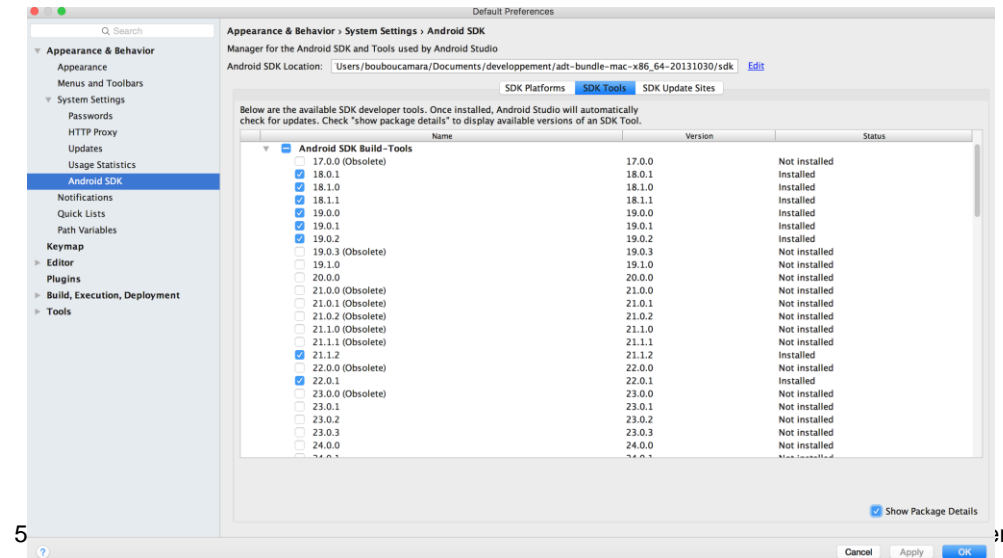 Default Preferences
Search
Appearance & Behavior
Appearance
Menus and Toolbars
System Settings
Passwords
HTTP Proxy
Updates
Usage Statistics
Android SDK
Notifications
Quick Lists
Path Variables
Keymap
Editor
Plugins
Build, Execution, Deployment
Tools
Appearance & Behavior › System Settings › Android SDK
Manager for the Android SDK and Tools used by Android Studio
Android SDK Location: Users/bouboucamara/Documents/developpement/adt-bundle-mac-x86_64-20131030/sdk Edit
SDK Platforms SDK Tools SDK Update Sites
Below are the available SDK developer tools. Once installed, Android Studio will automatically
check for updates. Check "show package details" to display available versions of an SDK Tool.
Name Version Status
Android SDK Build-Tools
17.0.0 (Obsolete) 17.0.0 Not installed
18.0.1 18.0.1 Installed
18.1.0 18.1.0 Installed
18.1.1 18.1.1 Installed
19.0.0 19.0.0 Installed
19.0.1 19.0.1 Installed
19.0.2 19.0.2 Installed
19.0.3 (Obsolete) 19.0.3 Not installed
19.1.0 19.1.0 Not installed
20.0.0 20.0.0 Not installed
21.0.0 (Obsolete) 21.0.0 Not installed
21.0.1 (Obsolete) 21.0.1 Not installed
21.0.2 (Obsolete) 21.0.2 Not installed
21.1.0 (Obsolete) 21.1.0 Not installed
21.1.1 (Obsolete) 21.1.1 Not installed
21.1.2 21.1.2 Installed
22.0.0 (Obsolete) 22.0.0 Not installed
22.0.1 22.0.1 Installed
23.0.0 (Obsolete) 23.0.0 Not installed
23.0.1 23.0.1 Not installed
23.0.2 23.0.2 Not installed
23.0.3 23.0.3 Not installed
24.0.0 24.0.0 Not installed
24.0.1 24.0.1 Not installed
Show Package Details
5
? Cancel Apply OK